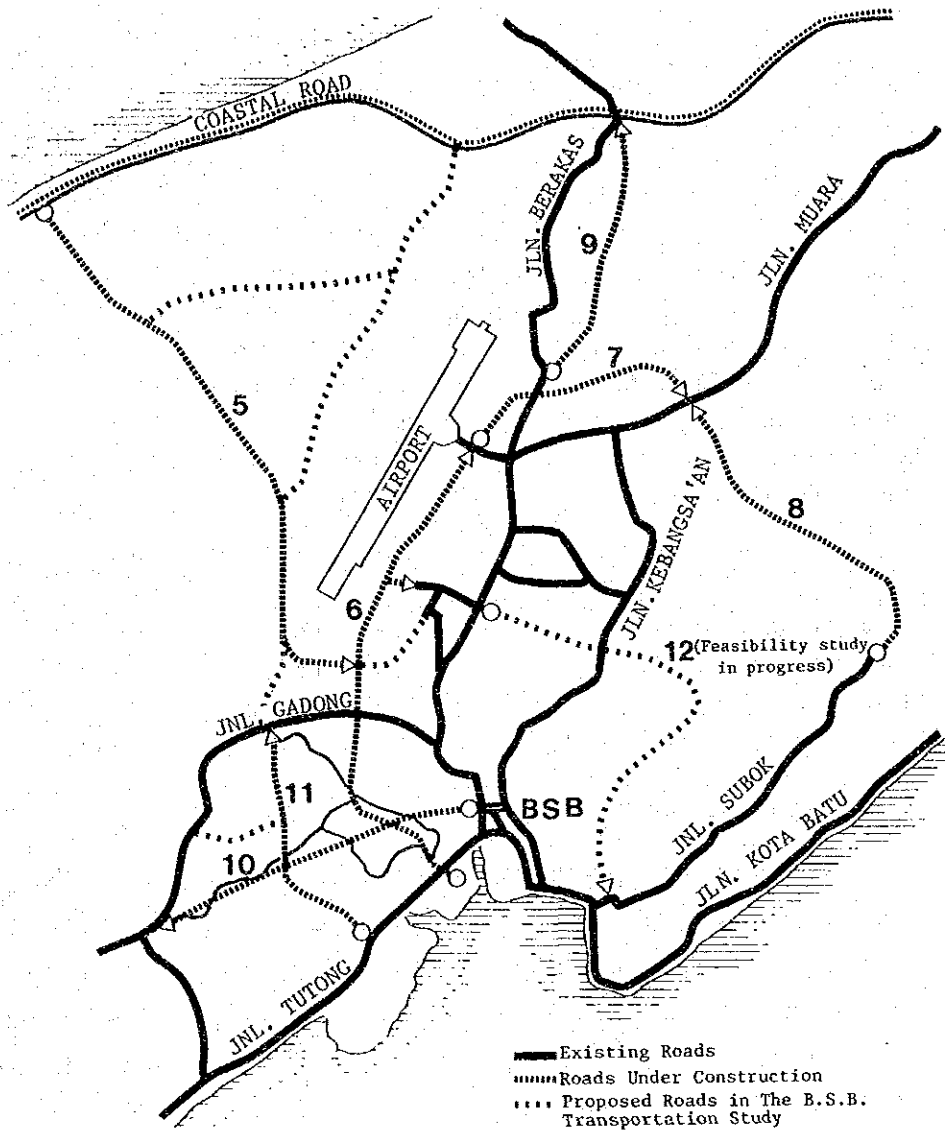 COASTAL ROAD
JLN. BERAKAS
JLN. MUARA
9
7
5
AIRPORT
JLN. KEBANGSA'AN
8
6
12 (Feasibility study
in progress)
JNL. GADONG
11
BSB
JNL. SUBOK
JLN. KOTA BATU
10
JNL. TUTONG
Existing Roads
Roads Under Construction
Proposed Roads in The B.S.B.
Transportation Study